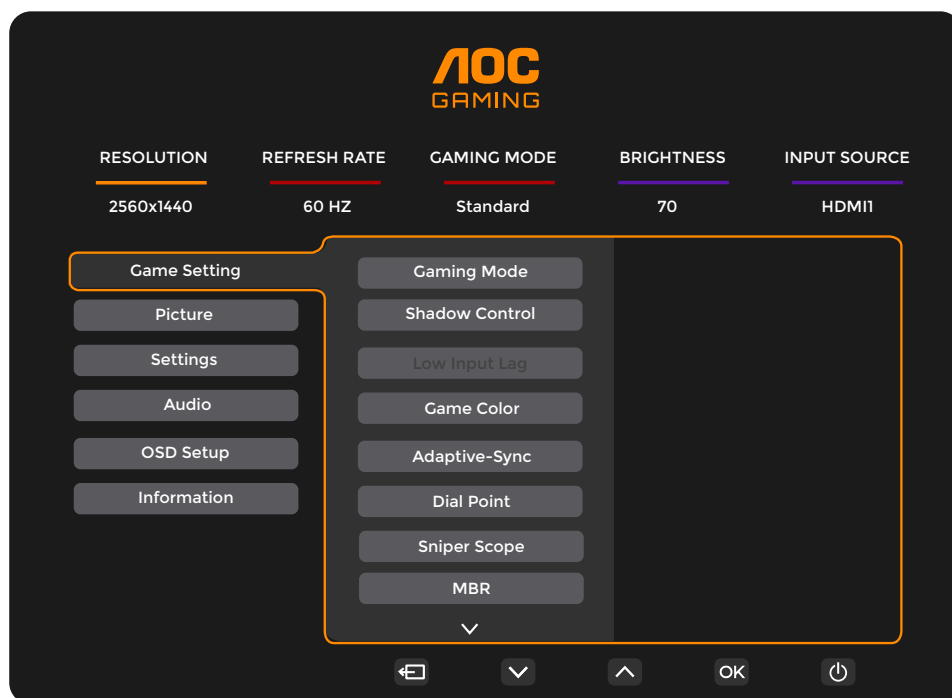 AOC
GAMING
RESOLUTION REFRESH RATE GAMING MODE BRIGHTNESS INPUT SOURCE
2560x1440 60 HZ Standard 70 HDMI1
Game Setting
Picture
Settings
Audio
OSD Setup
Information
Gaming Mode
Shadow Control
Low Input Lag
Game Color
Adaptive-Sync
Dial Point
Sniper Scope
MBR
OK